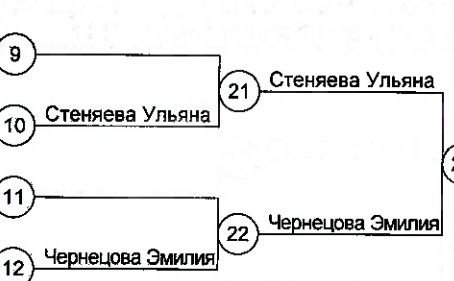 9
21 Стеняева Ульяна
10 Стеняева Ульяна
11
22 Чернецова Эмилия
12 Чернецова Эмилия